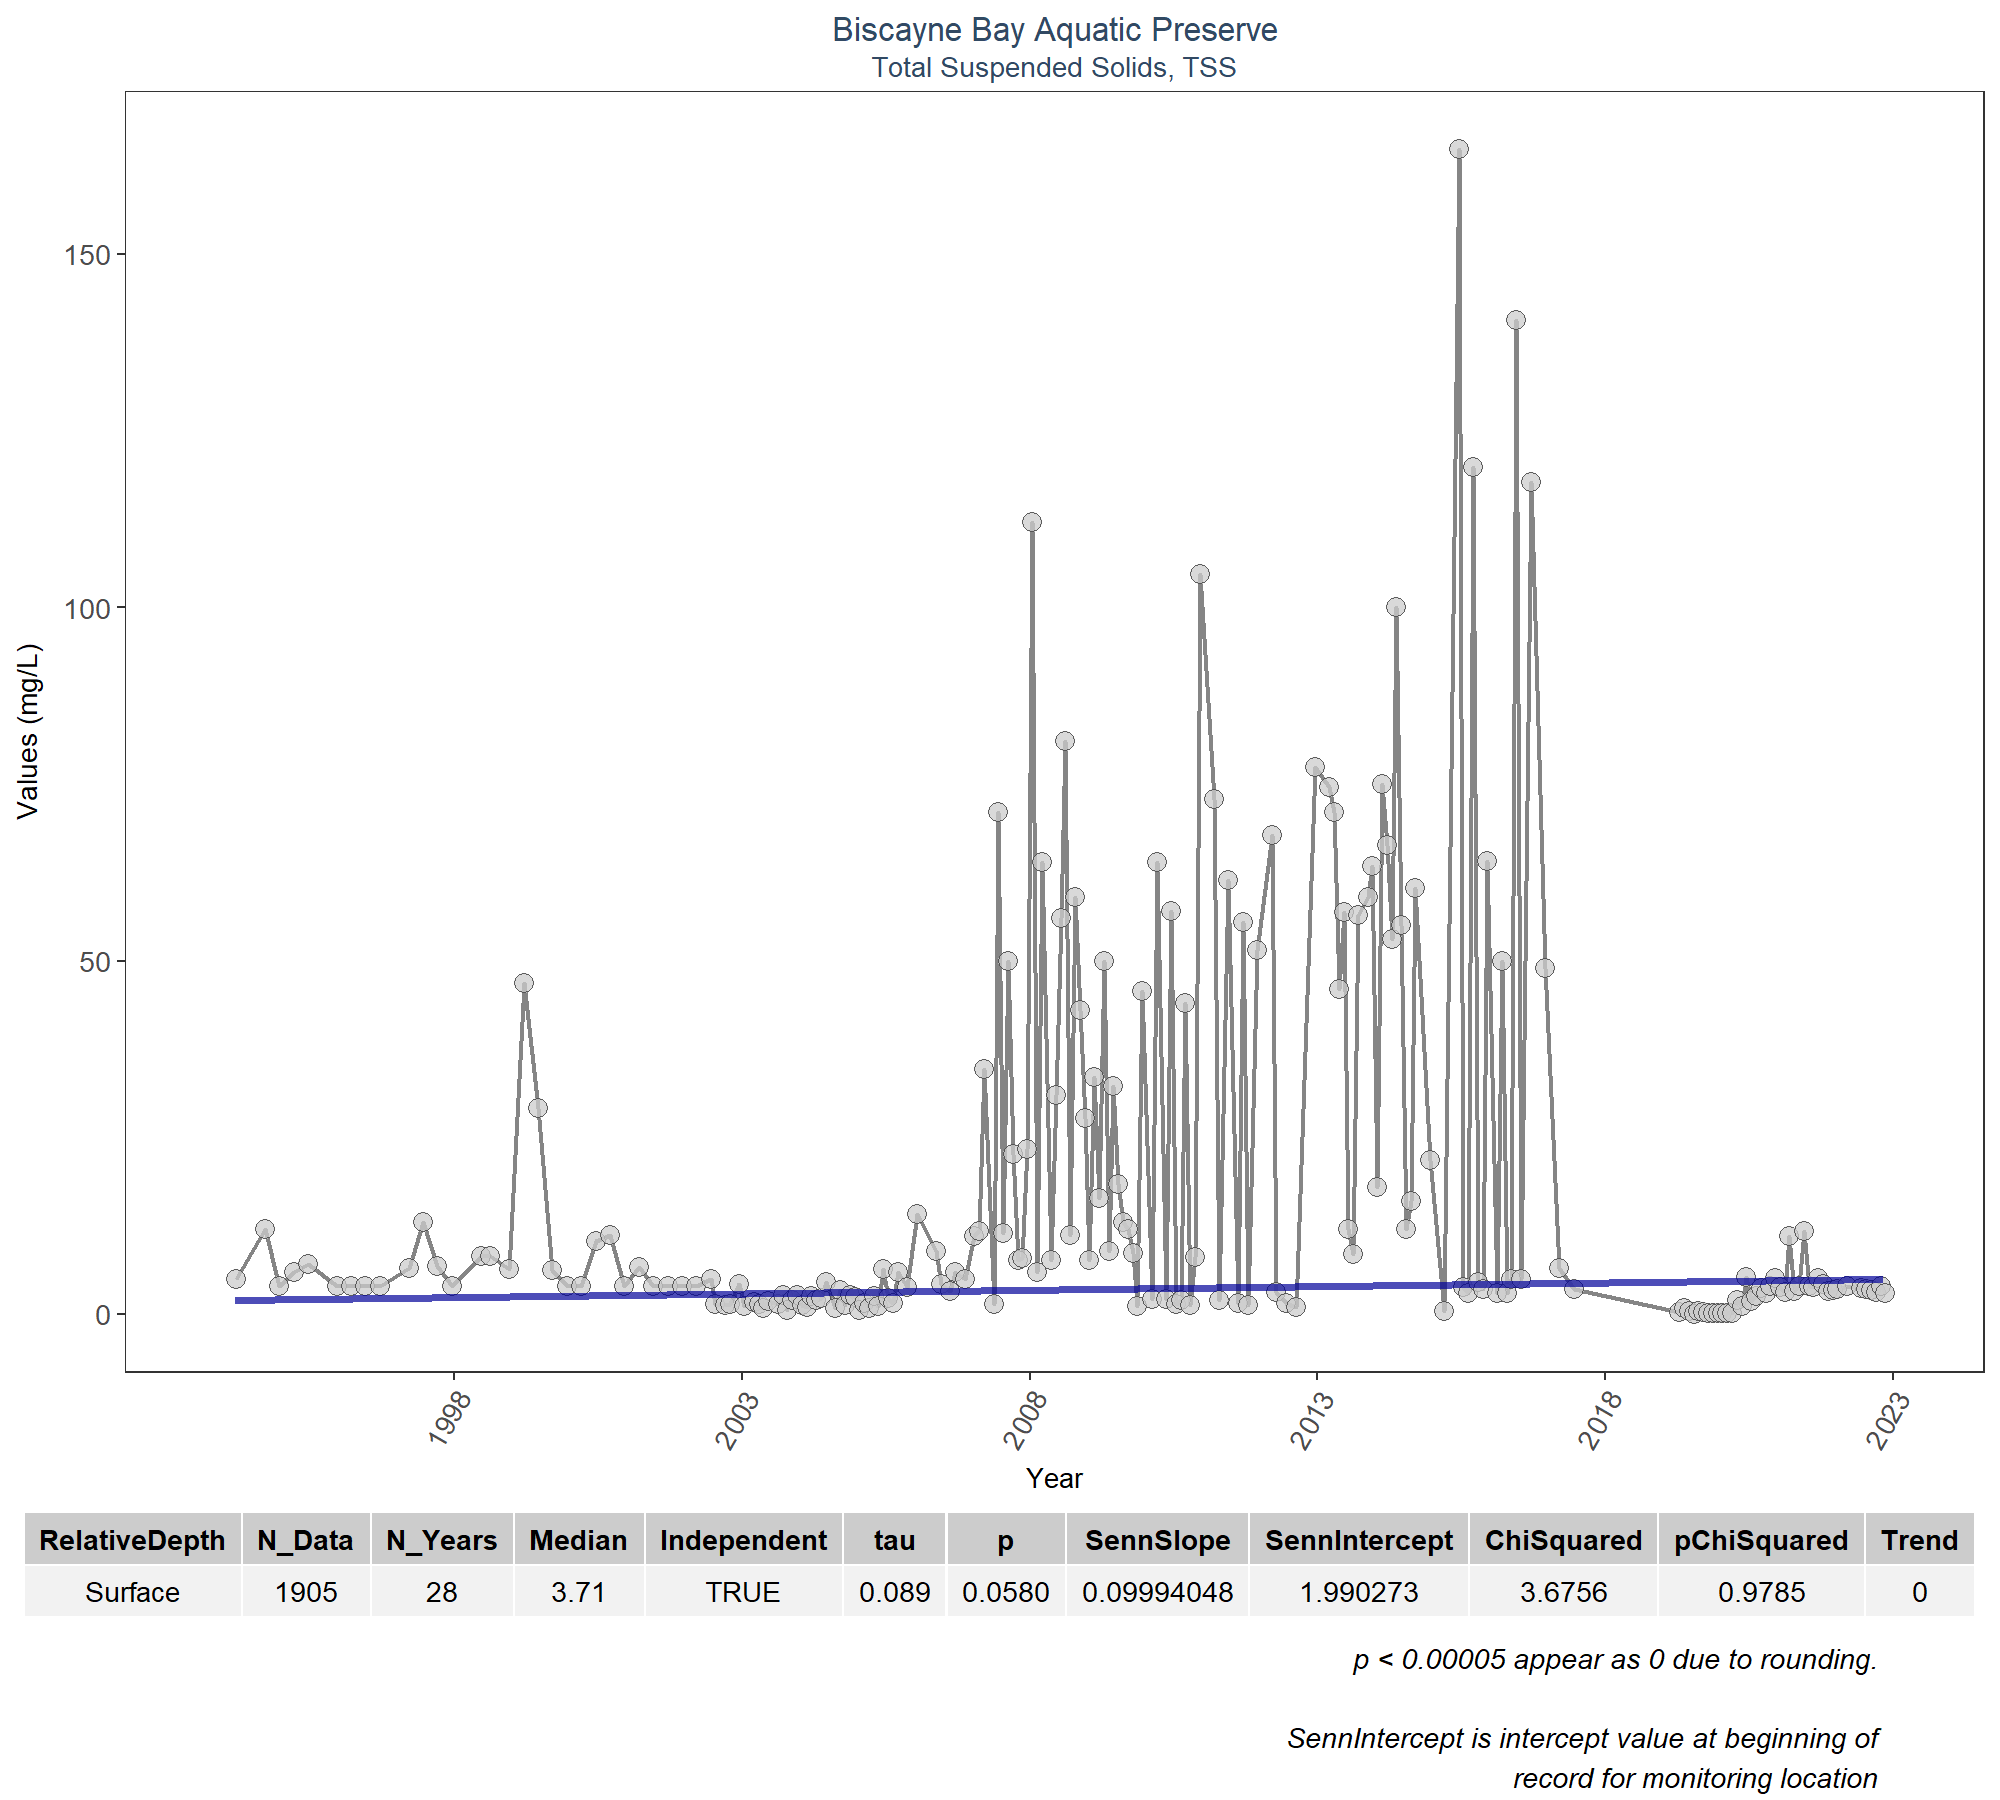 Biscayne Bay Aquatic Preserve
Total Suspended Solids, TSS
Values (mg/L)
150
100
50
0
1998
2003
2008
2013
2018
2023
Year
RelativeDepth N_Data N_Years Median Independent tau p SennSlope SennIntercept ChiSquared pChiSquared Trend
Surface 1905 28 3.71 TRUE 0.089 0.0580 0.09994048 1.990273 3.6756 0.9785 0
p < 0.00005 appear as 0 due to rounding.
SennIntercept is intercept value at beginning of
record for monitoring location